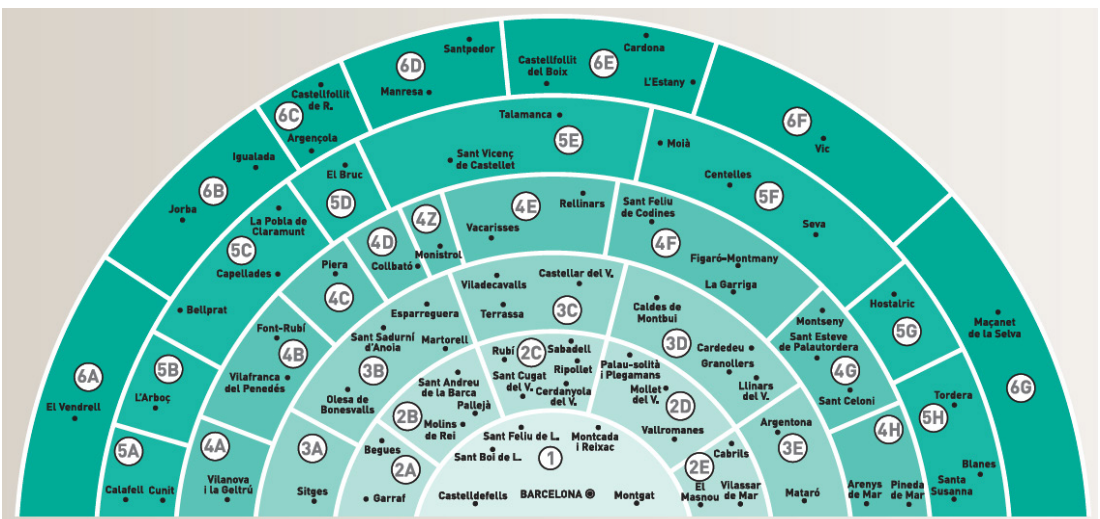 6D
Santpedor
Manresa
6E
Cardona
Castellfollit
del Boix
L'Estany
6C
Castellfollit
de R.
Argençola
6F
Vic
6B
Igualada
Jorba
6A
El Vendrell
6G
Maçanet
de la Selva
5E
Talamanca
Sant Vicenç
de Castellet
5F
Moià
Centelles
Seva
5D
El Bruc
5C
La Pobla de
Claramunt
Capellades
Bellprat
5B
L'Arboç
5A
Calafell
Cunit
5G
Hostalric
5H
Tordera
Blanes
Santa
Susanna
4Z
Monistrol
4E
Rellinars
Vacarisses
4F
Sant Feliu
de Codines
Figaró-Montmany
La Garriga
4D
Collbató
4C
Piera
4B
Font-Rubí
Vilafranca
del Penedés
4A
Vilanova
i la Geltrú
4G
Montseny
Sant Esteve
de Palautordera
Sant Celoni
4H
Arenys
de Mar
Pineda
de Mar
3C
Castellar del V.
Viladecavalls
Terrassa
3B
Esparreguera
Sant Sadurní
d'Anoia
Martorell
Olesa de
Bonesvalls
3A
Sitges
3D
Caldes de
Montbui
Cardedeu
Granollers
Llinars
del V.
3E
Argentona
Mataró
2C
Rubí
Sabadell
Ripollet
Sant Cugat
del V.
Cerdanyola
del V.
2B
Sant Andreu
de la Barca
Pallejà
Molins
de Rei
2A
Begues
Garraf
2D
Palau-solità
i Plegamans
Mollet
del V.
Vallromanes
2E
Cabrils
El
Masnou
Vilassar
de Mar
1
Sant Feliu de L.
Montcada
i Reixac
Sant Boi de L.
Castelldefells
BARCELONA
Montgat